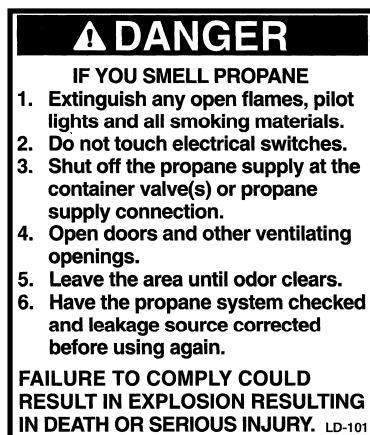 ⚠ DANGER
IF YOU SMELL PROPANE
1. Extinguish any open flames, pilot
lights and all smoking materials.
2. Do not touch electrical switches.
3. Shut off the propane supply at the
container valve(s) or propane
supply connection.
4. Open doors and other ventilating
openings.
5. Leave the area until odor clears.
6. Have the propane system checked
and leakage source corrected
before using again.
FAILURE TO COMPLY COULD
RESULT IN EXPLOSION RESULTING
IN DEATH OR SERIOUS INJURY. LD-101